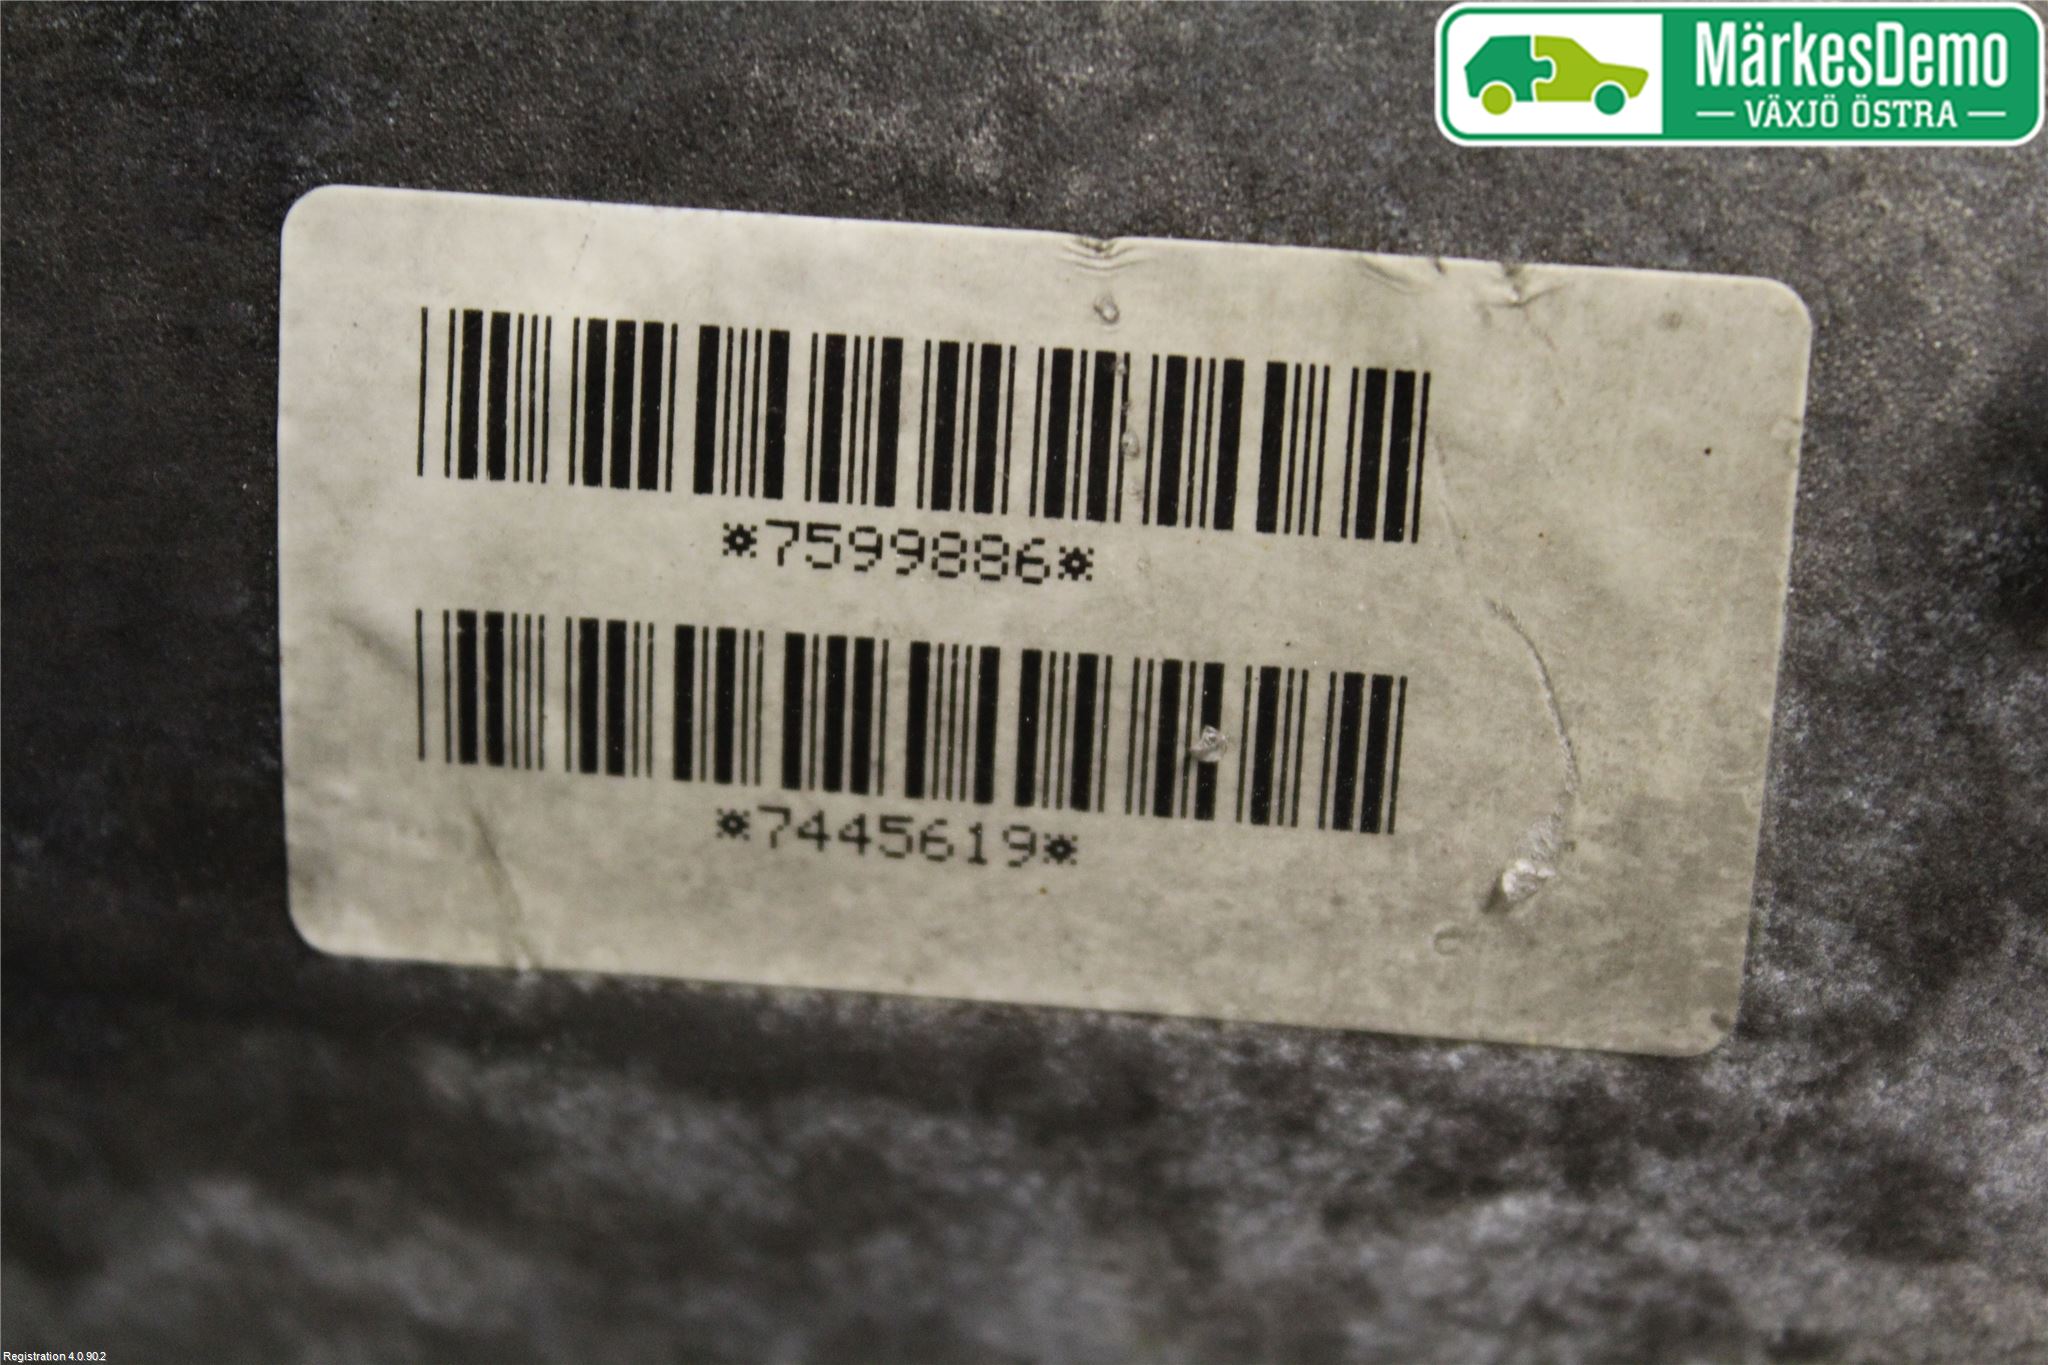 MärkesDemo
VÄXJÖ ÖSTRA
*7599886*
*7445619*
Registration 4.0.90.2